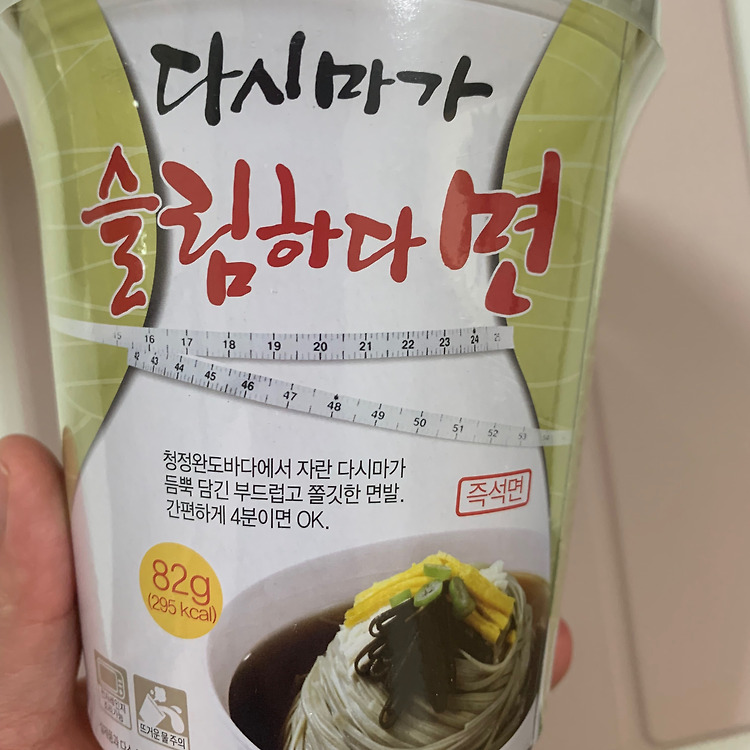 다시마가
슬림하다면
15 16 17 18 19 20 21 22 23 24 25
42 43 44 45 46 47 48 49 50 51 52 53 54
청정완도바다에서 자란 다시마가
듬뿍 담긴 부드럽고 쫄깃한 면발.
간편하게 4분이면 OK.
즉석면
82g
(295 kcal)
뜨거운 물 주의